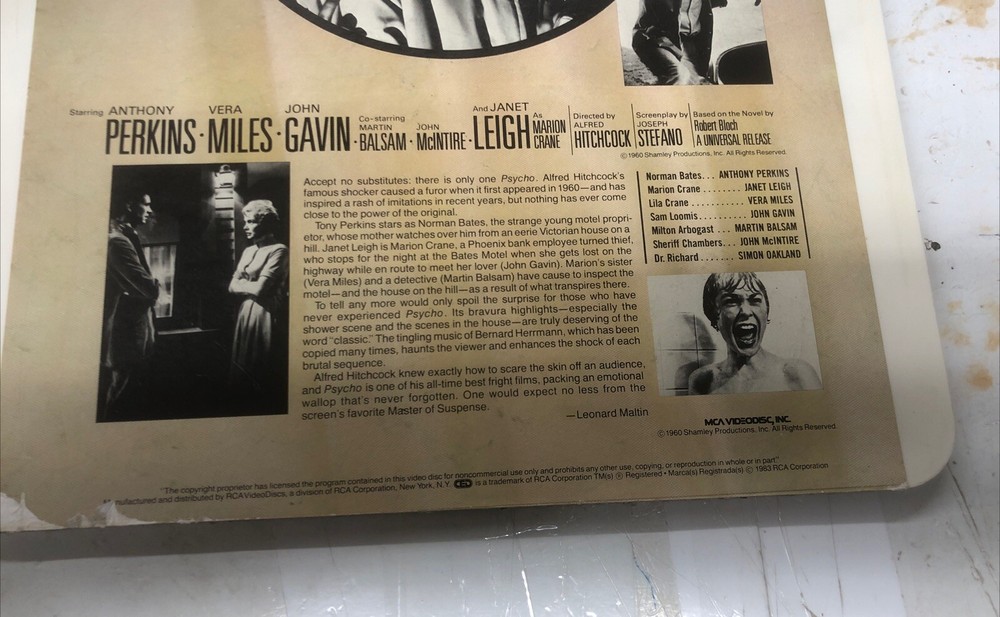 Starring ANTHONY PERKINS · VERA MILES · JOHN GAVIN
Co-starring MARTIN BALSAM · JOHN McINTIRE · And JANET LEIGH As MARION CRANE
Directed by ALFRED HITCHCOCK
Screenplay by JOSEPH STEFANO
Based on the Novel by Robert Bloch
A UNIVERSAL RELEASE
©1960 Shamley Productions, Inc. All Rights Reserved.
Accept no substitutes: there is only one Psycho. Alfred Hitchcock's
famous shocker caused a furor when it first appeared in 1960—and has
inspired a rash of imitations in recent years, but nothing has ever come
close to the power of the original.
Tony Perkins stars as Norman Bates, the strange young motel propri-
etor, whose mother watches over him from an eerie Victorian house on a
hill. Janet Leigh is Marion Crane, a Phoenix bank employee turned thief,
who stops for the night at the Bates Motel when she gets lost on the
highway while en route to meet her lover (John Gavin). Marion's sister
(Vera Miles) and a detective (Martin Balsam) have cause to inspect the
motel—and the house on the hill—as a result of what transpires there.
To tell any more would only spoil the surprise for those who have
never experienced Psycho. Its bravura highlights—especially the
shower scene and the scenes in the house—are truly deserving of the
word "classic." The tingling music of Bernard Herrmann, which has been
copied many times, haunts the viewer and enhances the shock of each
brutal sequence.
Alfred Hitchcock knew exactly how to scare the skin off an audience,
and Psycho is one of his all-time best fright films, packing an emotional
wallop that's never forgotten. One would expect no less from the
screen's favorite Master of Suspense.
—Leonard Maltin
Norman Bates... ANTHONY PERKINS
Marion Crane ........ JANET LEIGH
Lila Crane ........... VERA MILES
Sam Loomis.......... JOHN GAVIN
Milton Arbogast ... MARTIN BALSAM
Sheriff Chambers... JOHN McINTIRE
Dr. Richard ....... SIMON OAKLAND
MCA VIDEODISC, INC.
©1960 Shamley Productions, Inc. All Rights Reserved.
"The copyright proprietor has licensed the program contained in this video disc for noncommercial use only and prohibits any other use, copying, or reproduction in whole or in part."
nufactured and distributed by RCA VideoDiscs, a division of RCA Corporation, New York, N.Y. CED is a trademark of RCA Corporation TM(s) ® Registered • Marca(s) Registrada(s) © 1983 RCA Corporation